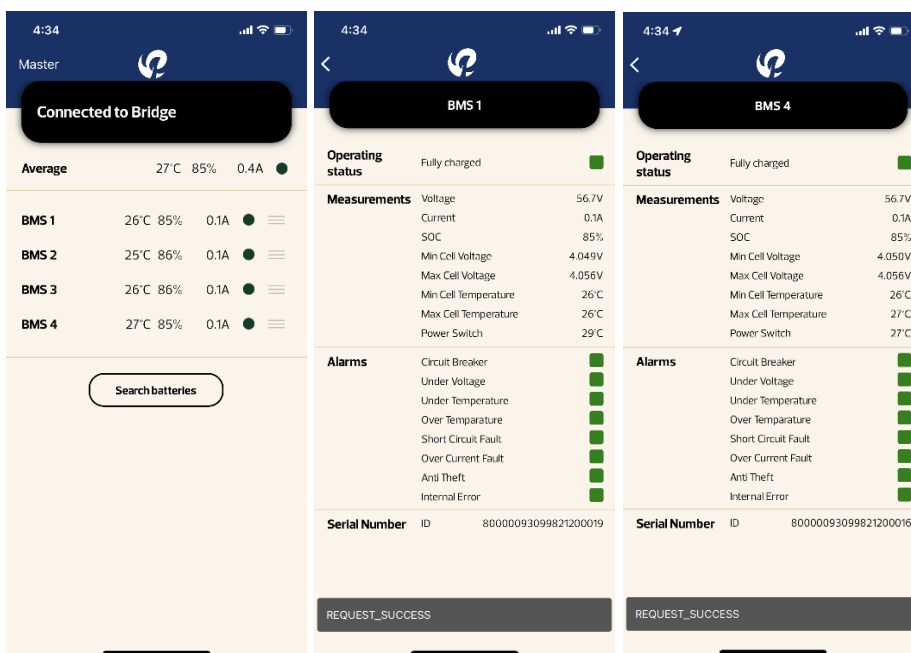 4:34
Master
Connected to Bridge
Average 27°C 85% 0.4A
BMS 1 26°C 85% 0.1A
BMS 2 25°C 86% 0.1A
BMS 3 26°C 86% 0.1A
BMS 4 27°C 85% 0.1A
Search batteries
4:34
BMS 1
Operating status Fully charged
Measurements Voltage 56.7V
Current 0.1A
SOC 85%
Min Cell Voltage 4.049V
Max Cell Voltage 4.056V
Min Cell Temperature 26°C
Max Cell Temperature 26°C
Power Switch 29°C
Alarms Circuit Breaker
Under Voltage
Under Temperature
Over Temparature
Short Circuit Fault
Over Current Fault
Anti Theft
Internal Error
Serial Number ID 80000093099821200019
REQUEST_SUCCESS
4:34
BMS 4
Operating status Fully charged
Measurements Voltage 56.7V
Current 0.1A
SOC 85%
Min Cell Voltage 4.050V
Max Cell Voltage 4.056V
Min Cell Temperature 26°C
Max Cell Temperature 27°C
Power Switch 27°C
Alarms Circuit Breaker
Under Voltage
Under Temperature
Over Temparature
Short Circuit Fault
Over Current Fault
Anti Theft
Internal Error
Serial Number ID 80000093099821200016
REQUEST_SUCCESS